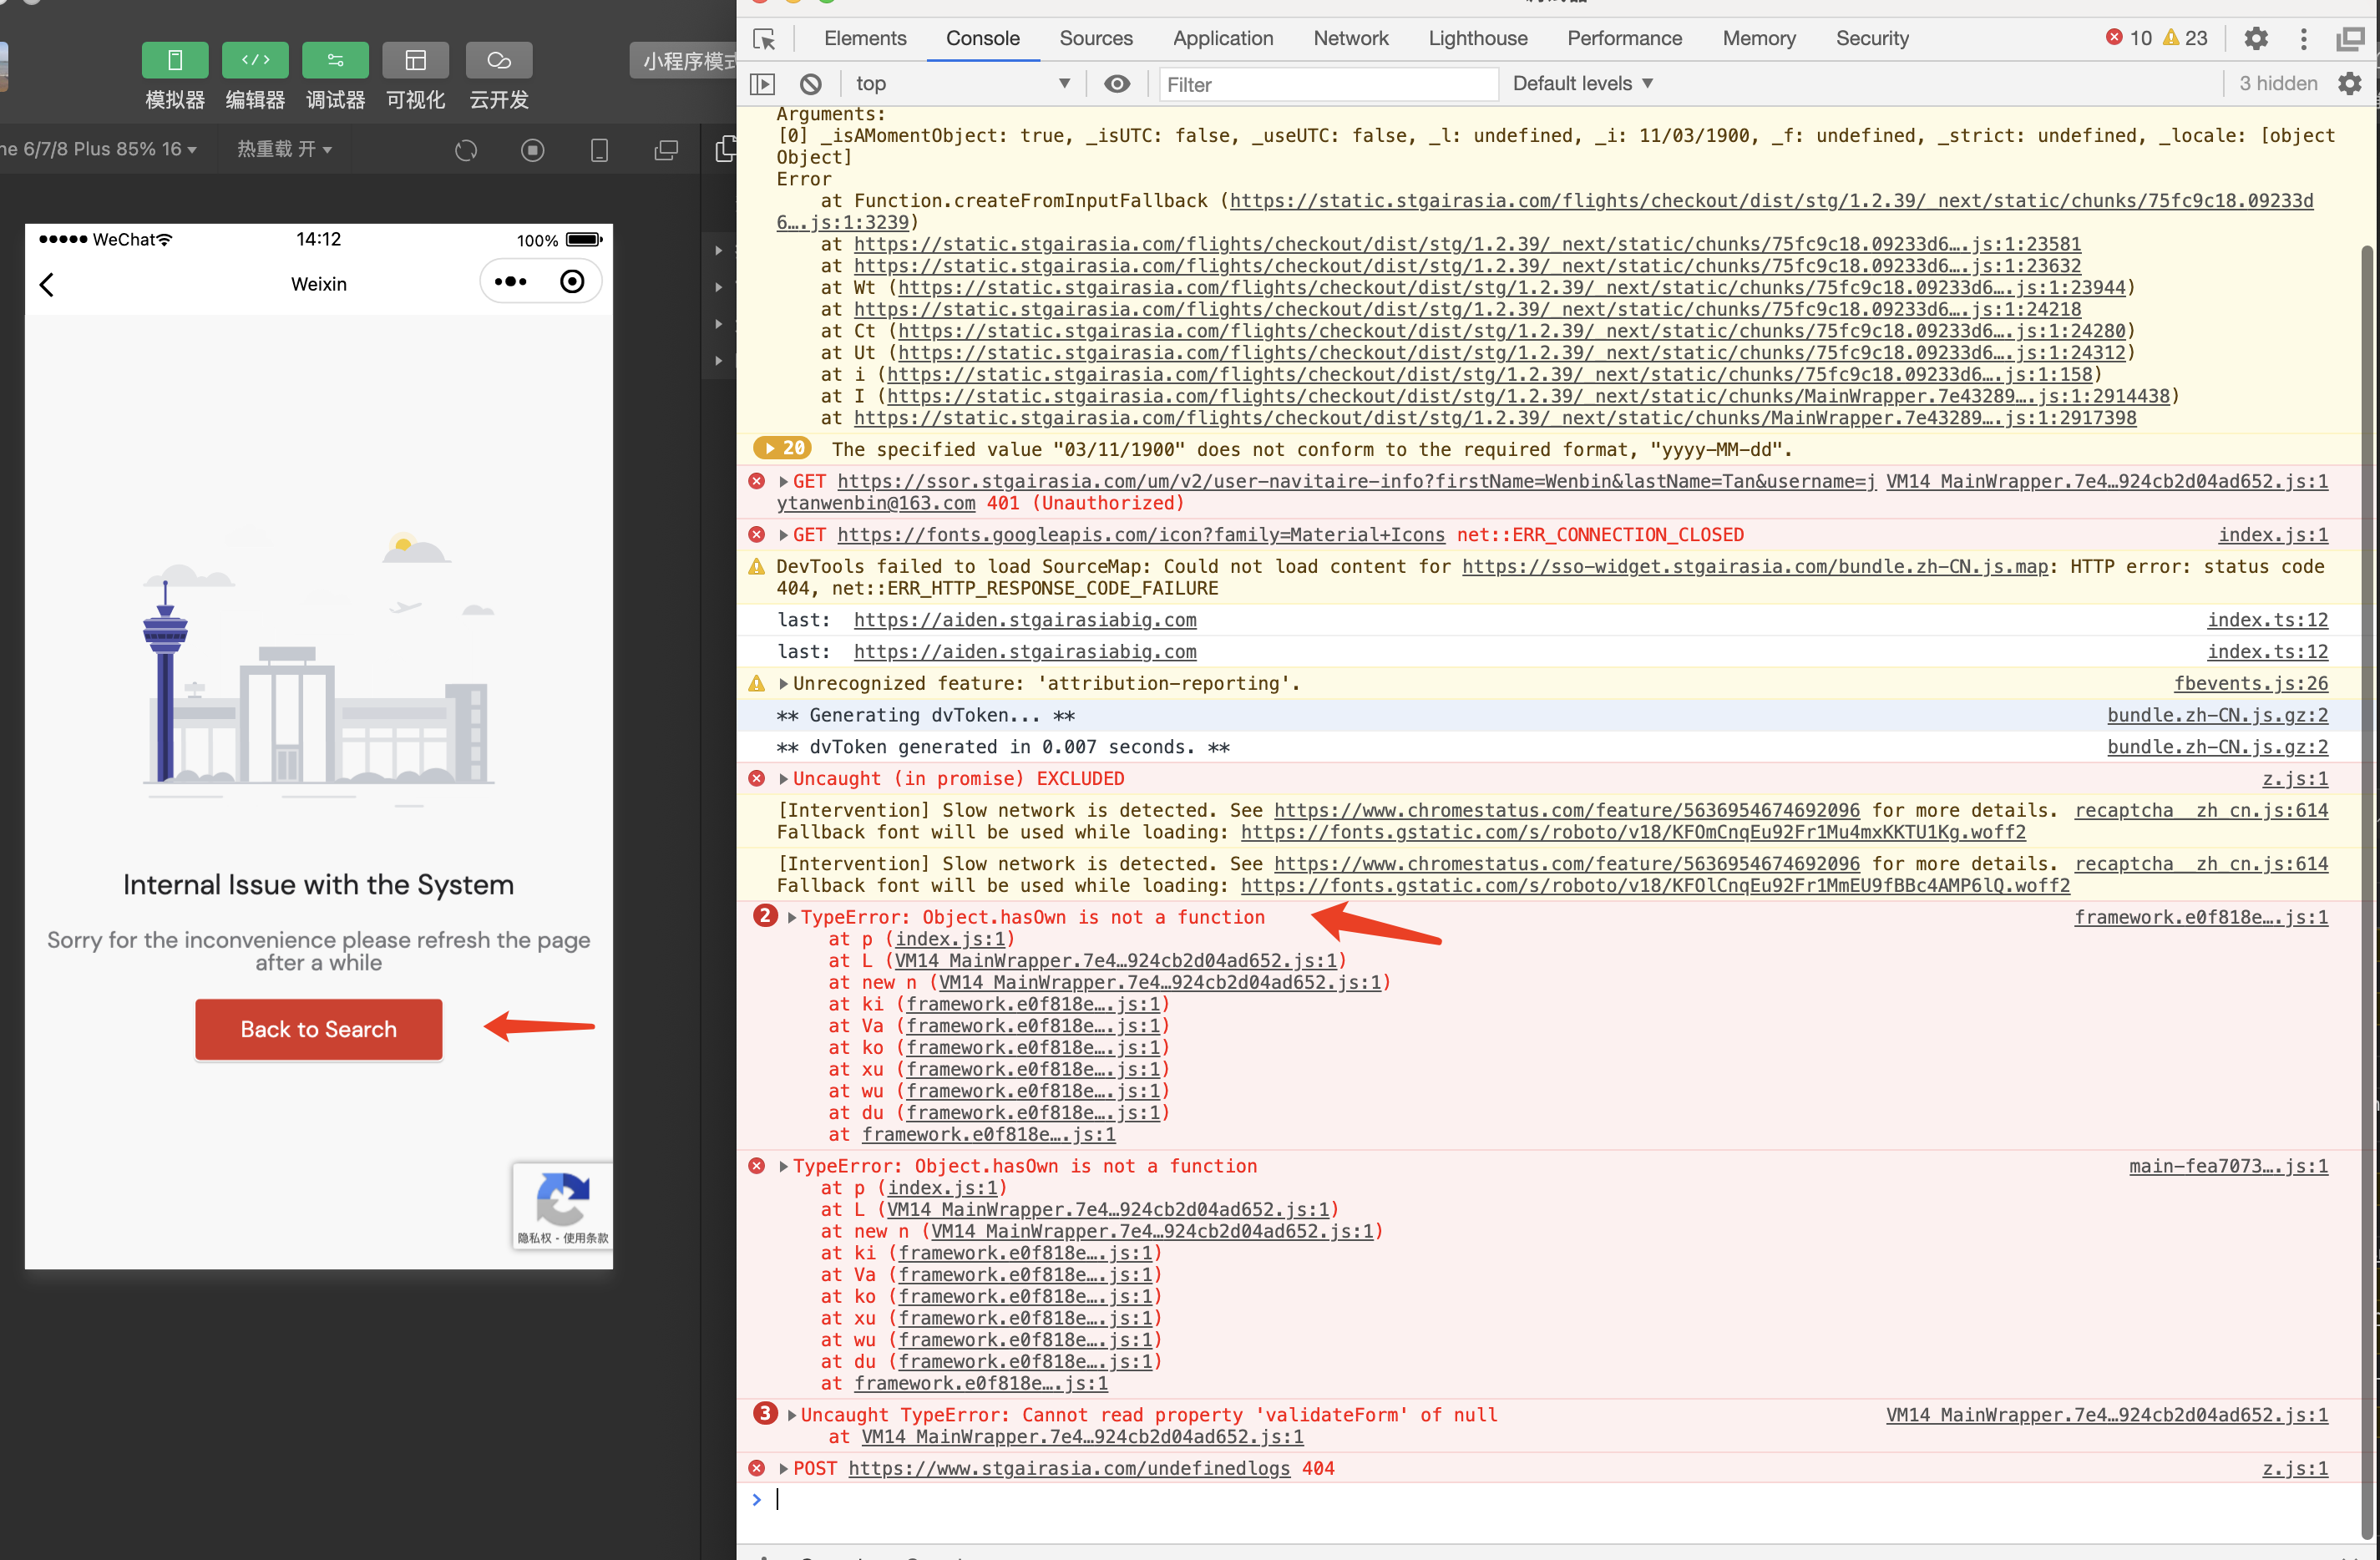 模拟器
编辑器
调试器
可视化
云开发
小程序模式
ne 6/7/8 Plus 85% 16
热重载 开
WeChat
14:12
100%
Weixin
Internal Issue with the System
Sorry for the inconvenience please refresh the page
after a while
Back to Search
隐私权 - 使用条款
Elements
Console
Sources
Application
Network
Lighthouse
Performance
Memory
Security
10
23
top
Filter
Default levels
3 hidden
Arguments:
[0] _isAMomentObject: true, _isUTC: false, _useUTC: false, _l: undefined, _i: 11/03/1900, _f: undefined, _strict: undefined, _locale: [object
Object]
Error
at Function.createFromInputFallback (https://static.stgairasia.com/flights/checkout/dist/stg/1.2.39/_next/static/chunks/75fc9c18.09233d
6….js:1:3239)
at https://static.stgairasia.com/flights/checkout/dist/stg/1.2.39/_next/static/chunks/75fc9c18.09233d6….js:1:23581
at https://static.stgairasia.com/flights/checkout/dist/stg/1.2.39/_next/static/chunks/75fc9c18.09233d6….js:1:23632
at Wt (https://static.stgairasia.com/flights/checkout/dist/stg/1.2.39/_next/static/chunks/75fc9c18.09233d6….js:1:23944)
at https://static.stgairasia.com/flights/checkout/dist/stg/1.2.39/_next/static/chunks/75fc9c18.09233d6….js:1:24218
at Ct (https://static.stgairasia.com/flights/checkout/dist/stg/1.2.39/_next/static/chunks/75fc9c18.09233d6….js:1:24280)
at Ut (https://static.stgairasia.com/flights/checkout/dist/stg/1.2.39/_next/static/chunks/75fc9c18.09233d6….js:1:24312)
at i (https://static.stgairasia.com/flights/checkout/dist/stg/1.2.39/_next/static/chunks/75fc9c18.09233d6….js:1:158)
at I (https://static.stgairasia.com/flights/checkout/dist/stg/1.2.39/_next/static/chunks/MainWrapper.7e43289….js:1:2914438)
at https://static.stgairasia.com/flights/checkout/dist/stg/1.2.39/_next/static/chunks/MainWrapper.7e43289….js:1:2917398
20 The specified value "03/11/1900" does not conform to the required format, "yyyy-MM-dd".
GET https://ssor.stgairasia.com/um/v2/user-navitaire-info?firstName=Wenbin&lastName=Tan&username=j VM14 MainWrapper.7e4…924cb2d04ad652.js:1
ytanwenbin@163.com 401 (Unauthorized)
GET https://fonts.googleapis.com/icon?family=Material+Icons net::ERR_CONNECTION_CLOSED index.js:1
DevTools failed to load SourceMap: Could not load content for https://sso-widget.stgairasia.com/bundle.zh-CN.js.map: HTTP error: status code
404, net::ERR_HTTP_RESPONSE_CODE_FAILURE
last: https://aiden.stgairasiabig.com index.ts:12
last: https://aiden.stgairasiabig.com index.ts:12
Unrecognized feature: 'attribution-reporting'. fbevents.js:26
** Generating dvToken... ** bundle.zh-CN.js.gz:2
** dvToken generated in 0.007 seconds. ** bundle.zh-CN.js.gz:2
Uncaught (in promise) EXCLUDED z.js:1
[Intervention] Slow network is detected. See https://www.chromestatus.com/feature/5636954674692096 for more details. recaptcha__zh_cn.js:614
Fallback font will be used while loading: https://fonts.gstatic.com/s/roboto/v18/KFOmCnqEu92Fr1Mu4mxKKTU1Kg.woff2
[Intervention] Slow network is detected. See https://www.chromestatus.com/feature/5636954674692096 for more details. recaptcha__zh_cn.js:614
Fallback font will be used while loading: https://fonts.gstatic.com/s/roboto/v18/KFOlCnqEu92Fr1MmEU9fBBc4AMP6lQ.woff2
2 TypeError: Object.hasOwn is not a function framework.e0f818e….js:1
at p (index.js:1)
at L (VM14 MainWrapper.7e4…924cb2d04ad652.js:1)
at new n (VM14 MainWrapper.7e4…924cb2d04ad652.js:1)
at ki (framework.e0f818e….js:1)
at Va (framework.e0f818e….js:1)
at ko (framework.e0f818e….js:1)
at xu (framework.e0f818e….js:1)
at wu (framework.e0f818e….js:1)
at du (framework.e0f818e….js:1)
at framework.e0f818e….js:1
TypeError: Object.hasOwn is not a function main-fea7073….js:1
at p (index.js:1)
at L (VM14 MainWrapper.7e4…924cb2d04ad652.js:1)
at new n (VM14 MainWrapper.7e4…924cb2d04ad652.js:1)
at ki (framework.e0f818e….js:1)
at Va (framework.e0f818e….js:1)
at ko (framework.e0f818e….js:1)
at xu (framework.e0f818e….js:1)
at wu (framework.e0f818e….js:1)
at du (framework.e0f818e….js:1)
at framework.e0f818e….js:1
3 Uncaught TypeError: Cannot read property 'validateForm' of null VM14 MainWrapper.7e4…924cb2d04ad652.js:1
at VM14 MainWrapper.7e4…924cb2d04ad652.js:1
POST https://www.stgairasia.com/undefinedlogs 404 z.js:1